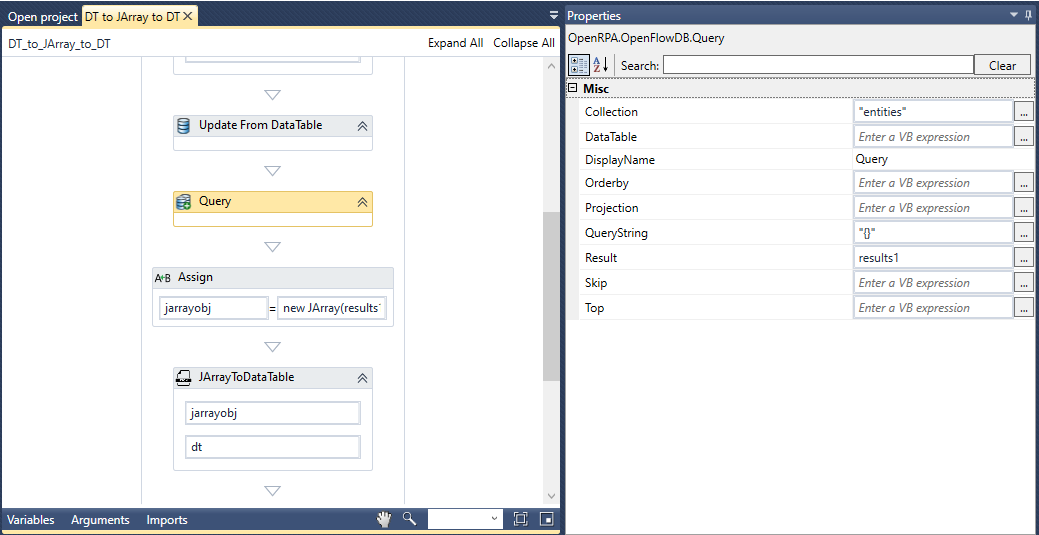 Open project
DT to JArray to DT
DT_to_JArray_to_DT
Expand All
Collapse All
Update From DataTable
Query
A+B Assign
jarrayobj = new JArray(results1
JArrayToDataTable
jarrayobj
dt
Variables
Arguments
Imports
Properties
OpenRPA.OpenFlowDB.Query
Search:
Clear
Misc
Collection "entities" ...
DataTable Enter a VB expression ...
DisplayName Query
Orderby Enter a VB expression ...
Projection Enter a VB expression ...
QueryString "{}" ...
Result results1 ...
Skip Enter a VB expression ...
Top Enter a VB expression ...